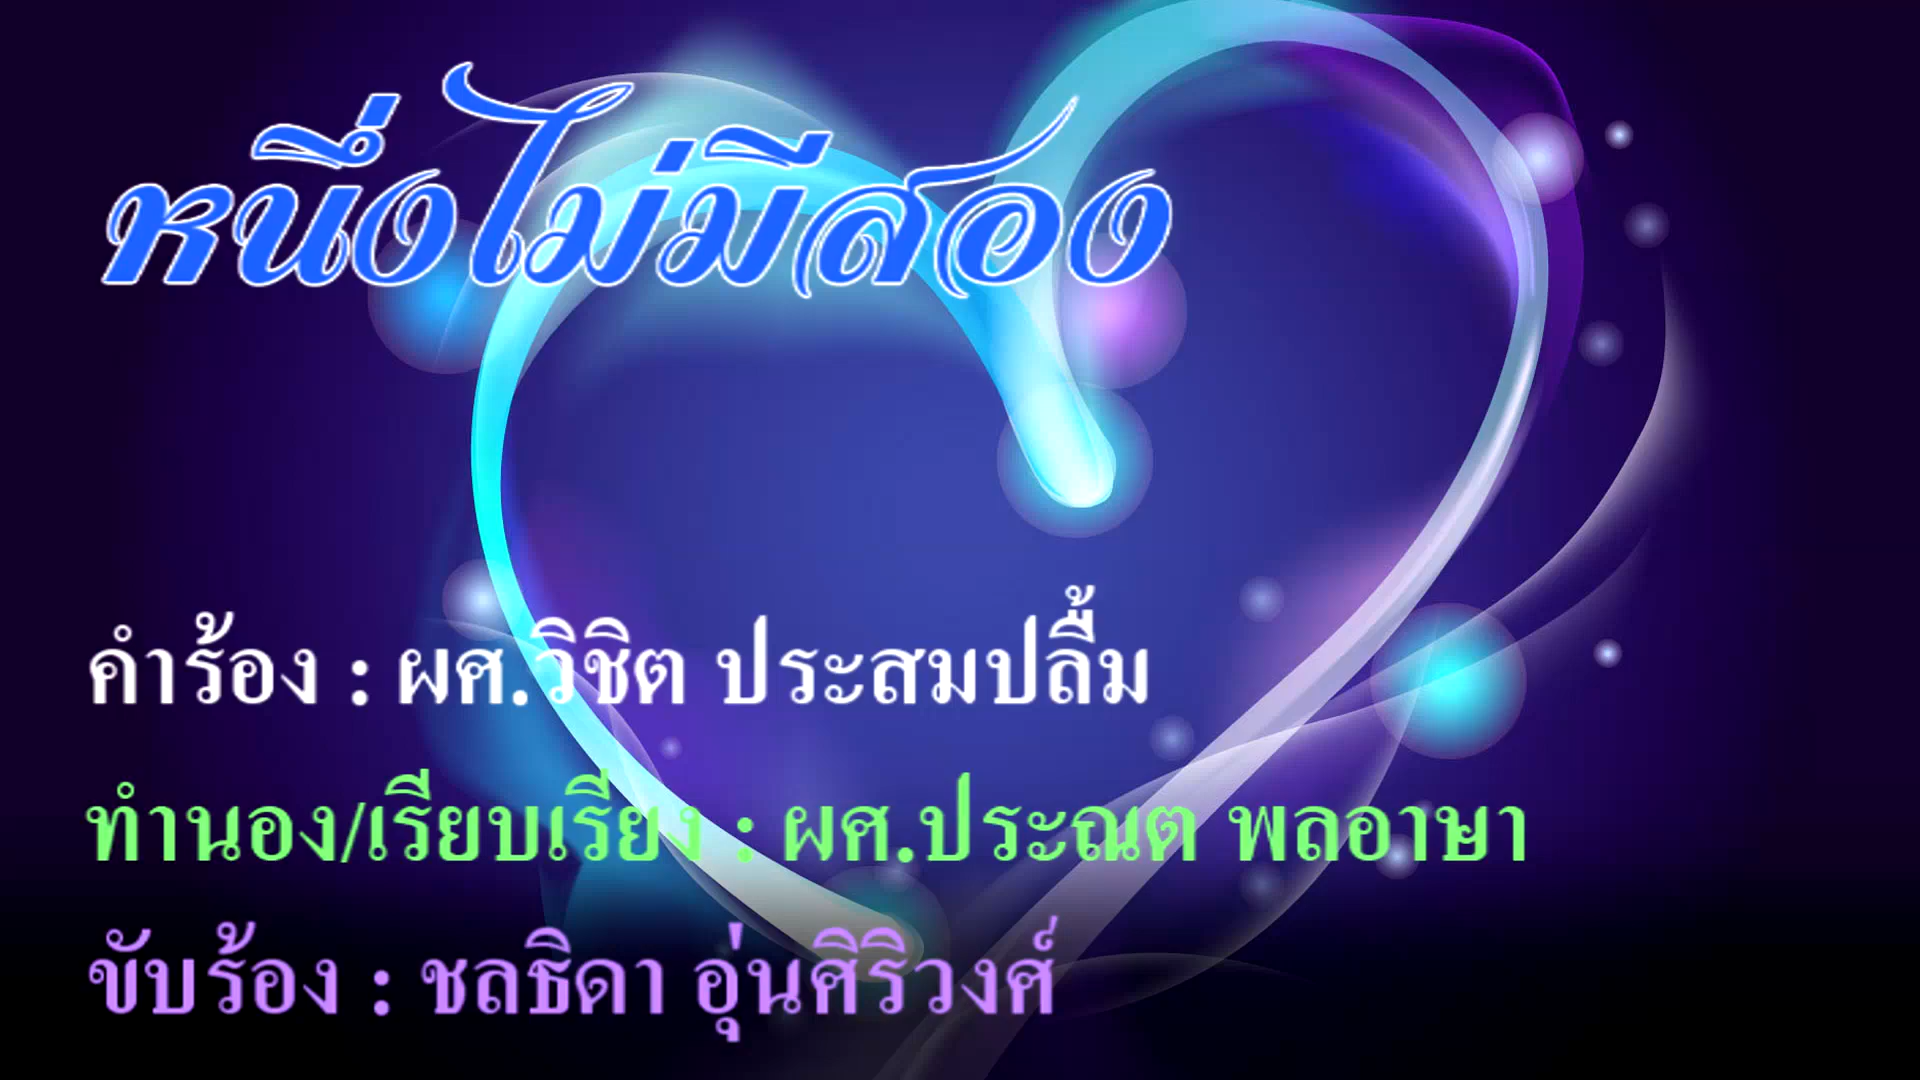 หนึ่งไม่มีสอง
คำร้อง : ผศ.วิชิต ประสมปลื้ม
ทำนอง/เรียบเรียง : ผศ.ประณต พลอาษา
ขับร้อง : ชลธิดา อุ่นศิริวงศ์